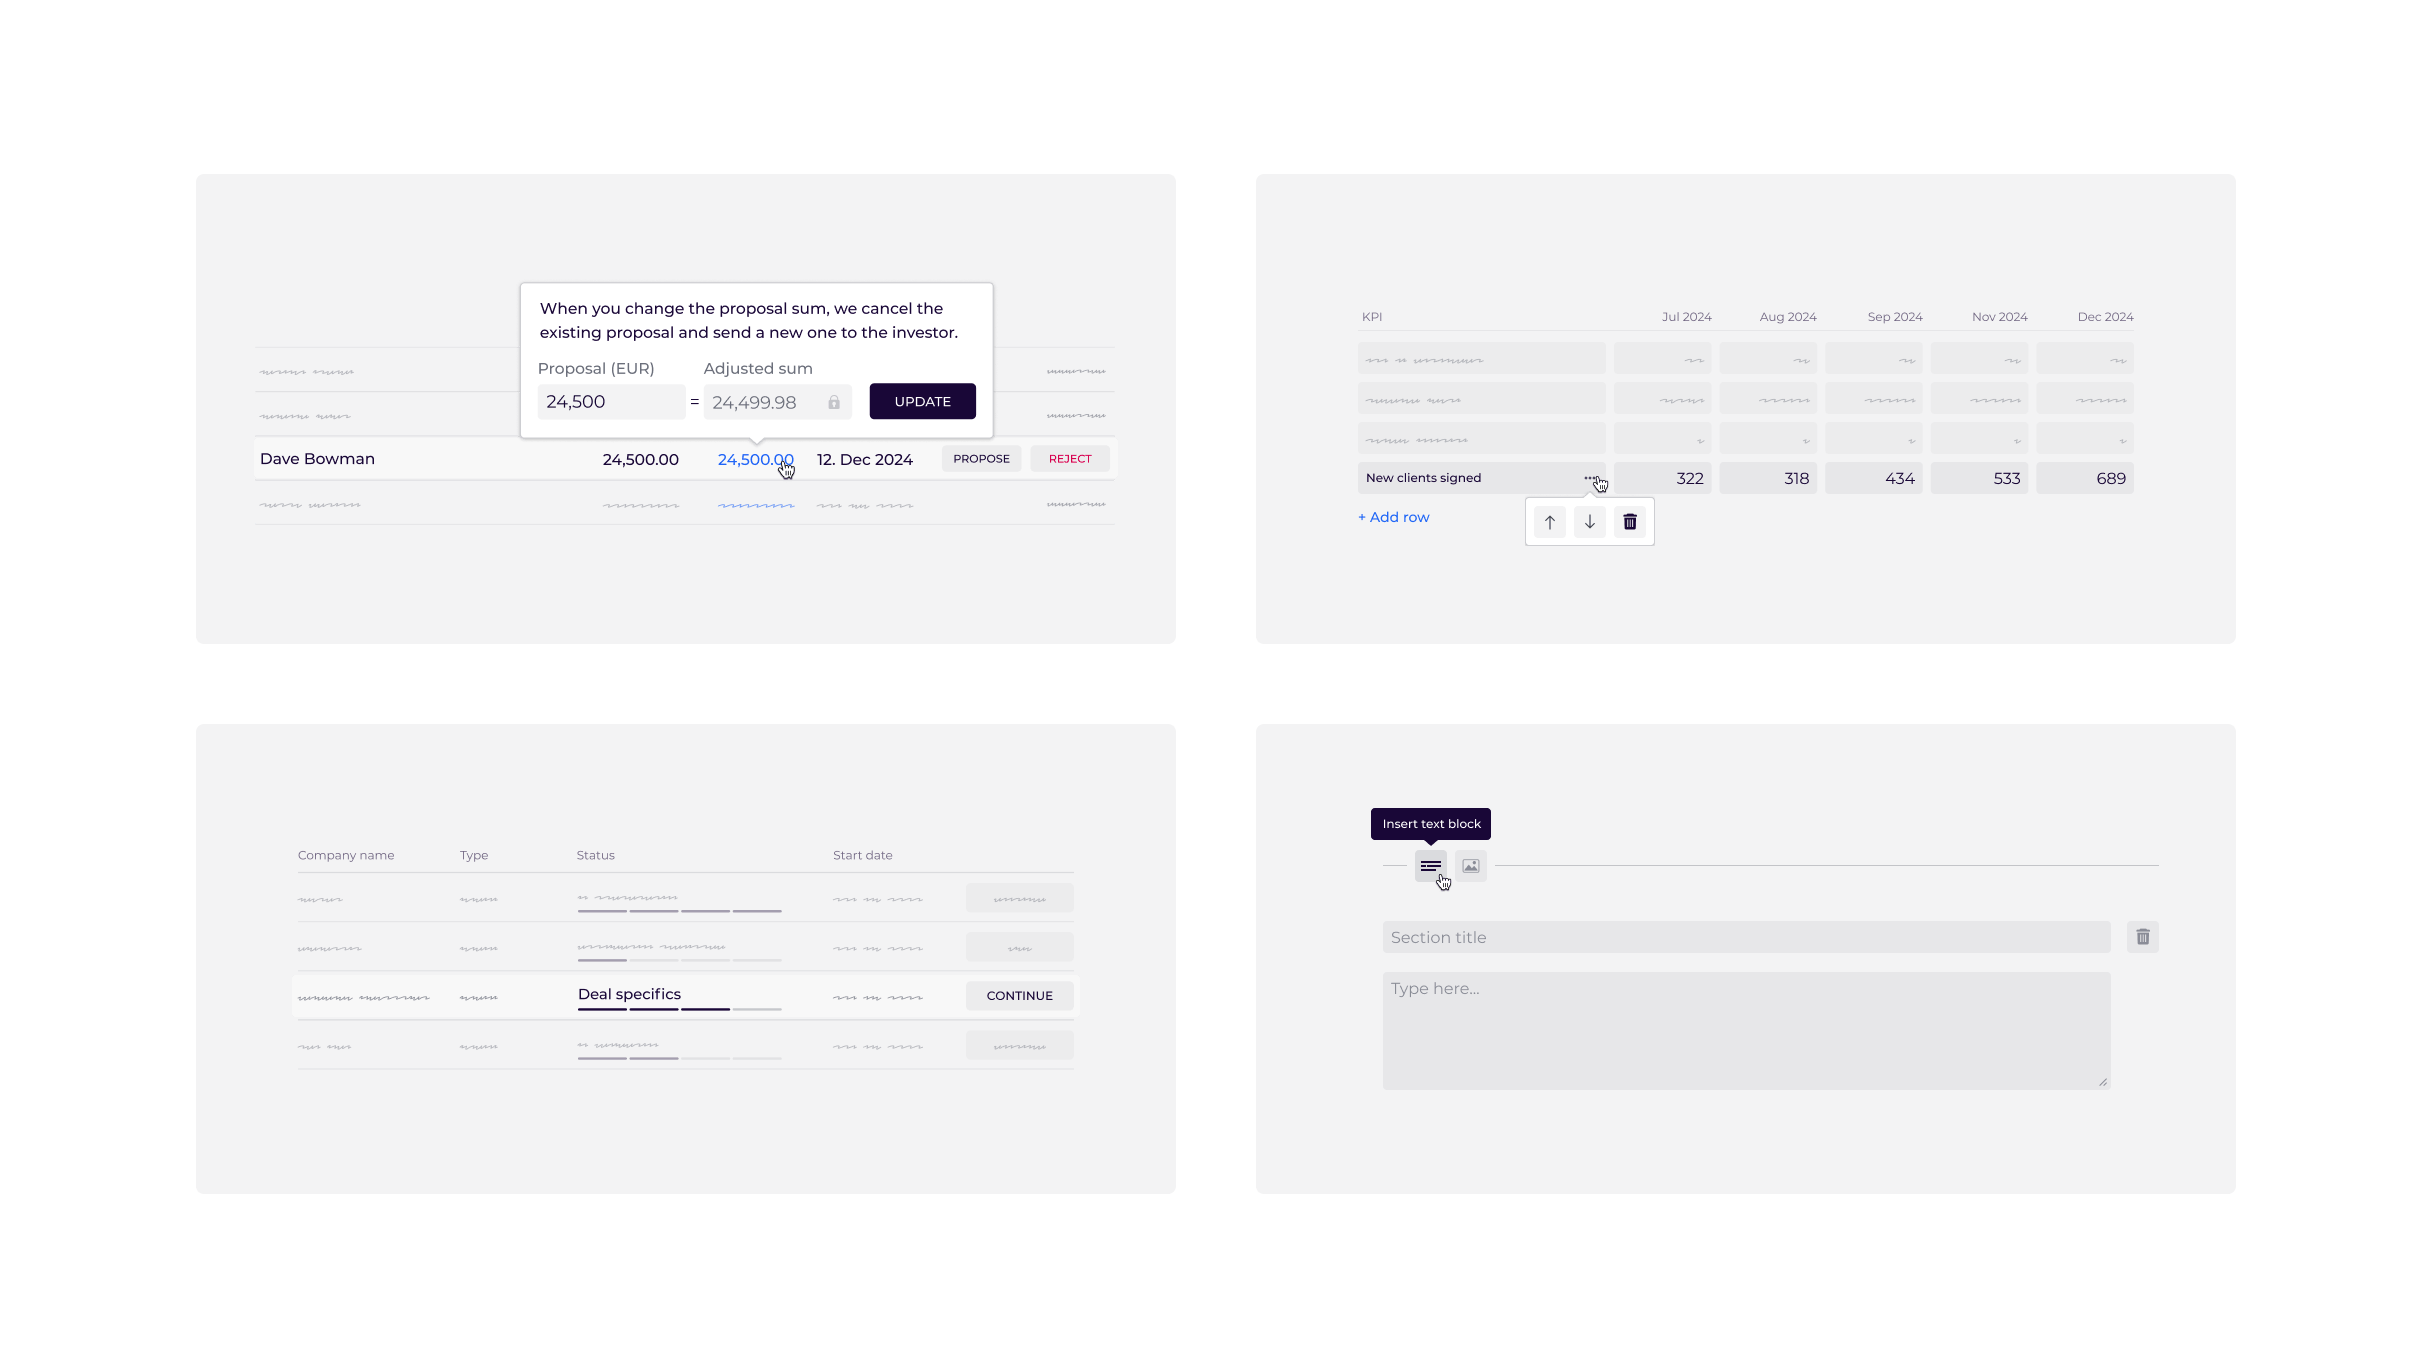 When you change the proposal sum, we cancel the
existing proposal and send a new one to the investor.
Proposal (EUR) Adjusted sum
24,500 = 24,499.98 UPDATE
Dave Bowman 24,500.00 24,500.00 12. Dec 2024 PROPOSE REJECT
KPI Jul 2024 Aug 2024 Sep 2024 Nov 2024 Dec 2024
New clients signed ... 322 318 434 533 689
+ Add row
Company name Type Status Start date
Deal specifics CONTINUE
Insert text block
Section title
Type here...